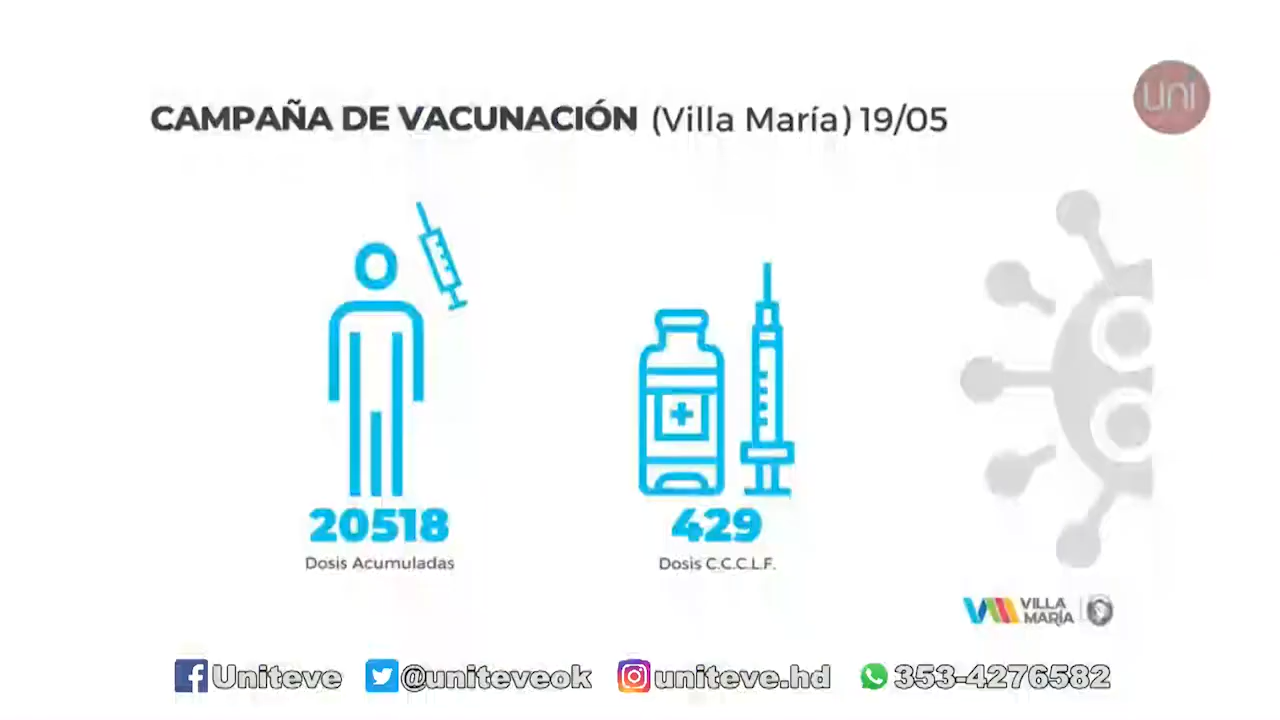 CAMPAÑA DE VACUNACIÓN (Villa María) 19/05
uni
20518
Dosis Acumuladas
429
Dosis C.C.C.L.F.
VILLA
MARÍA
Uniteve @uniteveok uniteve.hd 353-4276582